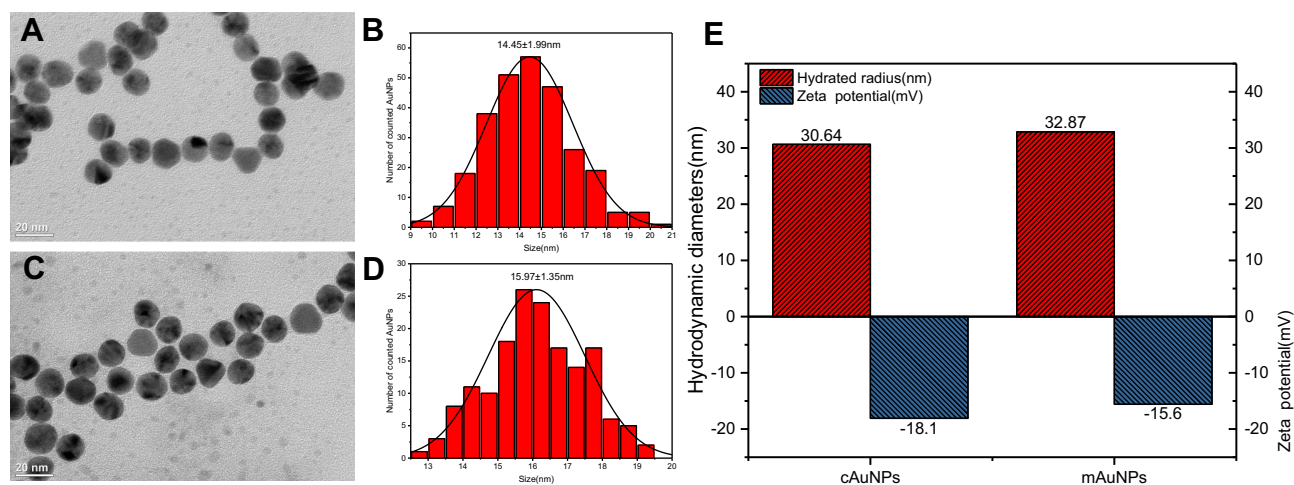 A
20 nm
B
14.45±1.99nm
Number of counted AuNPs
60
50
40
30
20
10
0
9 10 11 12 13 14 15 16 17 18 19 20 21
Size(nm)
C
20 nm
D
15.97±1.35nm
Number of counted AuNPs
30
25
20
15
10
5
0
13 14 15 16 17 18 19 20
Size(nm)
E
Hydrated radius(nm)
Zeta potential(mV)
Hydrodynamic diameters(nm)
40
30
20
10
0
-10
-20
30.64
32.87
-18.1
-15.6
40
30
20
10
0
-10
-20
Zeta potential(mV)
cAuNPs
mAuNPs